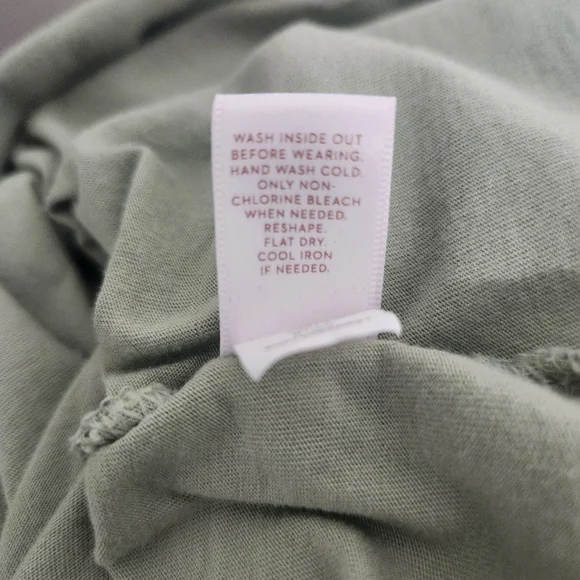 WASH INSIDE OUT
BEFORE WEARING.
HAND WASH COLD.
ONLY NON-
CHLORINE BLEACH
WHEN NEEDED.
RESHAPE.
FLAT DRY.
COOL IRON
IF NEEDED.